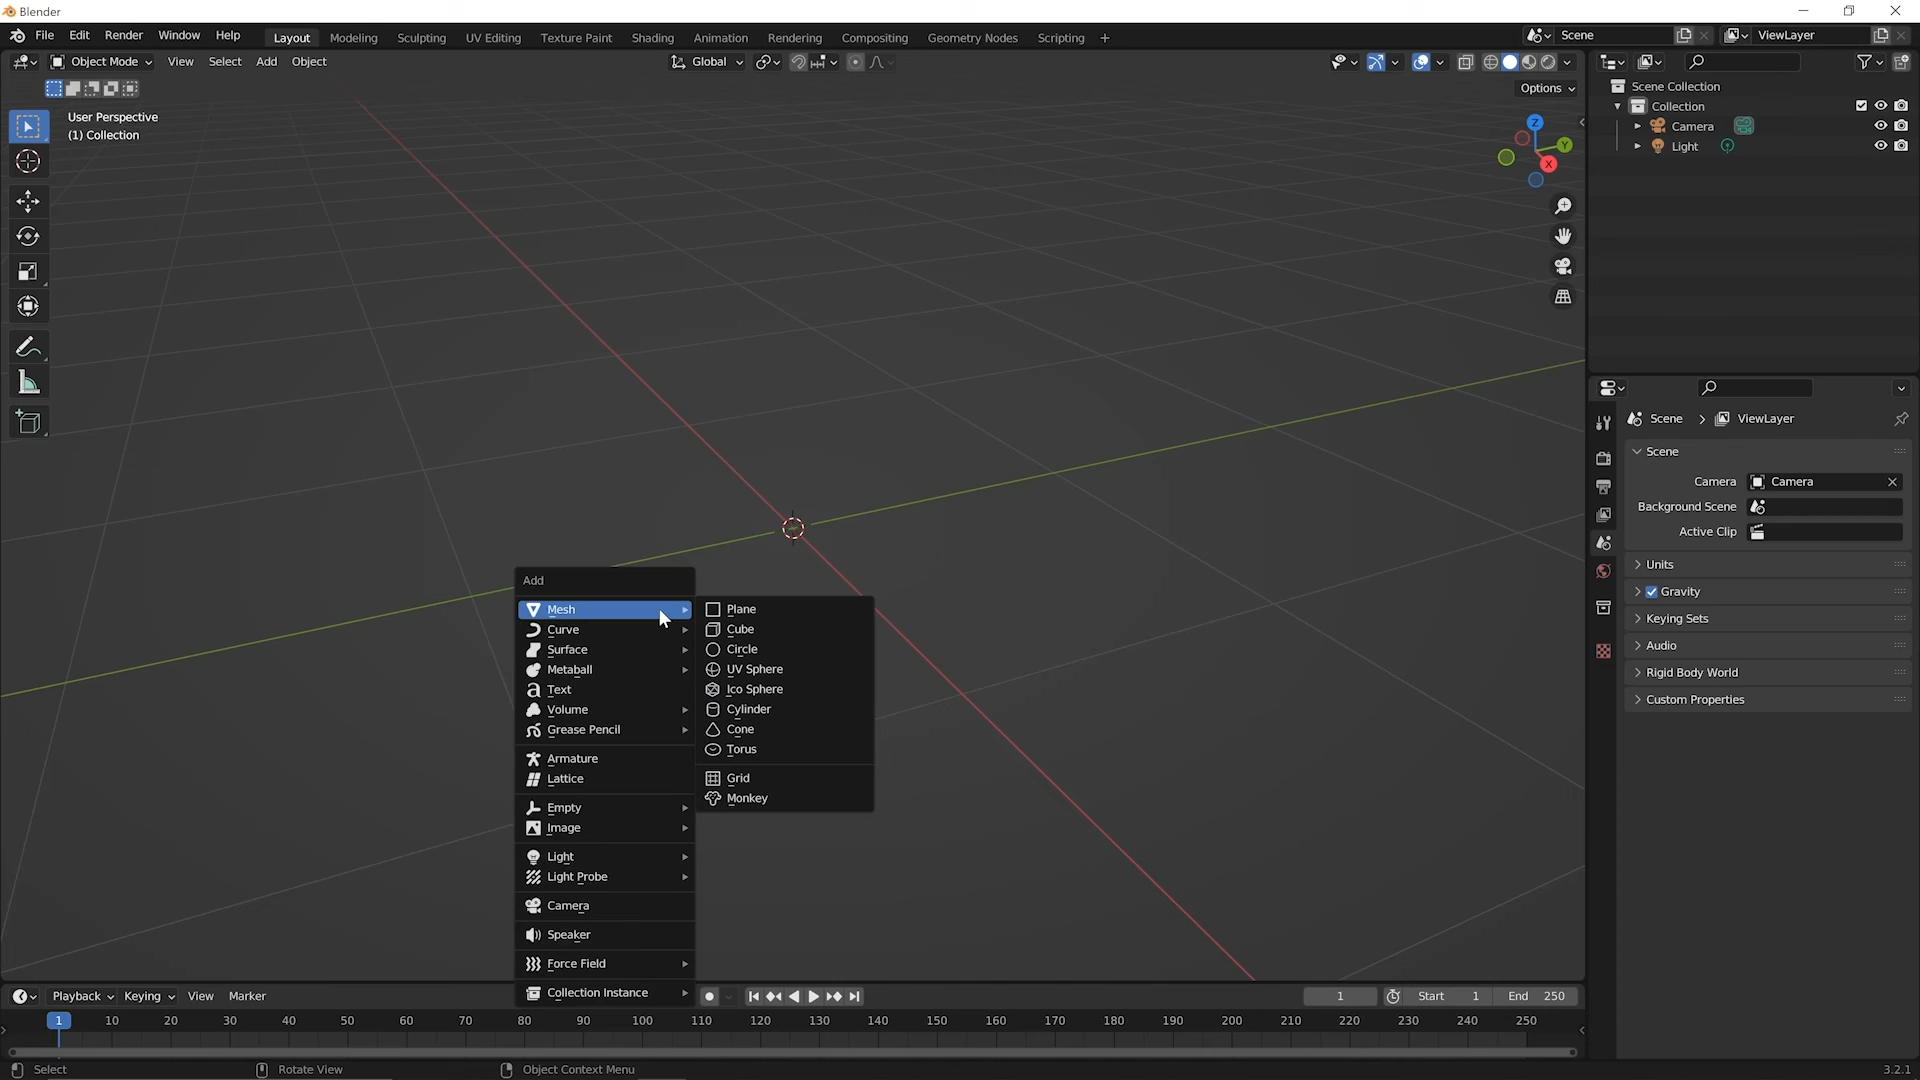 Blender
File Edit Render Window Help Layout Modeling Sculpting UV Editing Texture Paint Shading Animation Rendering Compositing Geometry Nodes Scripting + Scene ViewLayer
Object Mode View Select Add Object Global
Options
User Perspective
(1) Collection
Z
Y
X
Scene Collection
Collection
Camera
Light
Scene > ViewLayer
Scene
Camera Camera
Background Scene
Active Clip
Units
Gravity
Keying Sets
Audio
Rigid Body World
Custom Properties
Add
Mesh
Curve
Surface
Metaball
Text
Volume
Grease Pencil
Armature
Lattice
Empty
Image
Light
Light Probe
Camera
Speaker
Force Field
Collection Instance
Plane
Cube
Circle
UV Sphere
Ico Sphere
Cylinder
Cone
Torus
Grid
Monkey
Playback Keying View Marker 1 Start 1 End 250
1 10 20 30 40 50 60 70 80 90 100 110 120 130 140 150 160 170 180 190 200 210 220 230 240 250
Select Rotate View Object Context Menu 3.2.1